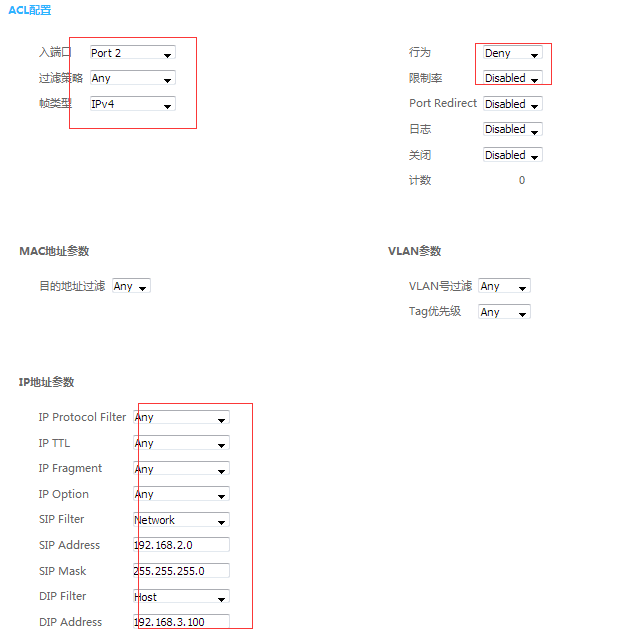 ACL配置
入端口 Port 2 行为 Deny
过滤策略 Any 限制率 Disabled
帧类型 IPv4 Port Redirect Disabled
日志 Disabled
关闭 Disabled
计数 0
MAC地址参数 VLAN参数
目的地址过滤 Any VLAN号过滤 Any
Tag优先级 Any
IP地址参数
IP Protocol Filter Any
IP TTL Any
IP Fragment Any
IP Option Any
SIP Filter Network
SIP Address 192.168.2.0
SIP Mask 255.255.255.0
DIP Filter Host
DIP Address 192.168.3.100